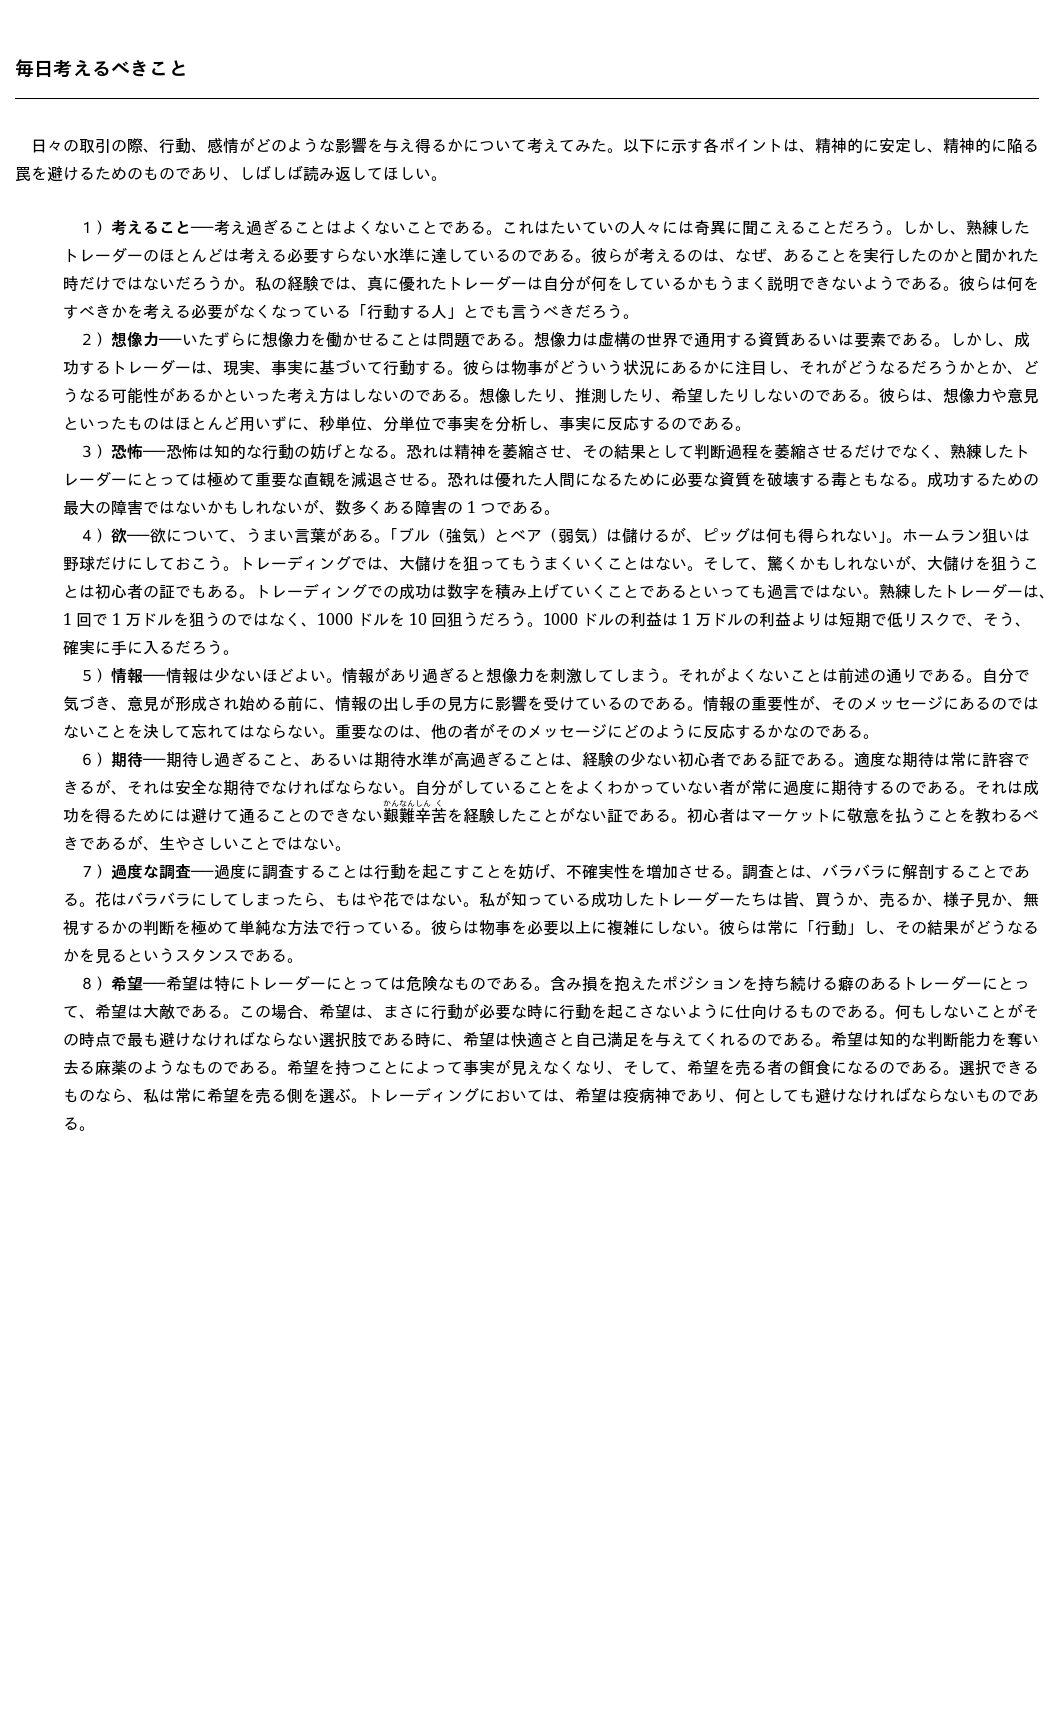 毎日考えるべきこと
日々の取引の際、行動、感情がどのような影響を与え得るかについて考えてみた。以下に示す各ポイントは、精神的に安定し、精神的に陥る
罠を避けるためのものであり、しばしば読み返してほしい。
１）考えること──考え過ぎることはよくないことである。これはたいていの人々には奇異に聞こえることだろう。しかし、熟練した
トレーダーのほとんどは考える必要すらない水準に達しているのである。彼らが考えるのは、なぜ、あることを実行したのかと聞かれた
時だけではないだろうか。私の経験では、真に優れたトレーダーは自分が何をしているかもうまく説明できないようである。彼らは何を
すべきかを考える必要がなくなっている「行動する人」とでも言うべきだろう。
２）想像力──いたずらに想像力を働かせることは問題である。想像力は虚構の世界で通用する資質あるいは要素である。しかし、成
功するトレーダーは、現実、事実に基づいて行動する。彼らは物事がどういう状況にあるかに注目し、それがどうなるだろうかとか、ど
うなる可能性があるかといった考え方はしないのである。想像したり、推測したり、希望したりしないのである。彼らは、想像力や意見
といったものはほとんど用いずに、秒単位、分単位で事実を分析し、事実に反応するのである。
３）恐怖──恐怖は知的な行動の妨げとなる。恐れは精神を萎縮させ、その結果として判断過程を萎縮させるだけでなく、熟練したト
レーダーにとっては極めて重要な直観を減退させる。恐れは優れた人間になるために必要な資質を破壊する毒ともなる。成功するための
最大の障害ではないかもしれないが、数多くある障害の１つである。
４）欲──欲について、うまい言葉がある。「ブル（強気）とベア（弱気）は儲けるが、ピッグは何も得られない」。ホームラン狙いは
野球だけにしておこう。トレーディングでは、大儲けを狙ってもうまくいくことはない。そして、驚くかもしれないが、大儲けを狙うこ
とは初心者の証でもある。トレーディングでの成功は数字を積み上げていくことであるといっても過言ではない。熟練したトレーダーは、
1 回で 1 万ドルを狙うのではなく、1000 ドルを 10 回狙うだろう。1000 ドルの利益は 1 万ドルの利益よりは短期で低リスクで、そう、
確実に手に入るだろう。
５）情報──情報は少ないほどよい。情報があり過ぎると想像力を刺激してしまう。それがよくないことは前述の通りである。自分で
気づき、意見が形成され始める前に、情報の出し手の見方に影響を受けているのである。情報の重要性が、そのメッセージにあるのでは
ないことを決して忘れてはならない。重要なのは、他の者がそのメッセージにどのように反応するかなのである。
６）期待──期待し過ぎること、あるいは期待水準が高過ぎることは、経験の少ない初心者である証である。適度な期待は常に許容で
きるが、それは安全な期待でなければならない。自分がしていることをよくわかっていない者が常に過度に期待するのである。それは成
かんなんしん く
功を得るためには避けて通ることのできない艱難辛苦を経験したことがない証である。初心者はマーケットに敬意を払うことを教わるべ
きであるが、生やさしいことではない。
７）過度な調査──過度に調査することは行動を起こすことを妨げ、不確実性を増加させる。調査とは、バラバラに解剖することであ
る。花はバラバラにしてしまったら、もはや花ではない。私が知っている成功したトレーダーたちは皆、買うか、売るか、様子見か、無
視するかの判断を極めて単純な方法で行っている。彼らは物事を必要以上に複雑にしない。彼らは常に「行動」し、その結果がどうなる
かを見るというスタンスである。
８）希望──希望は特にトレーダーにとっては危険なものである。含み損を抱えたポジションを持ち続ける癖のあるトレーダーにとっ
て、希望は大敵である。この場合、希望は、まさに行動が必要な時に行動を起こさないように仕向けるものである。何もしないことがそ
の時点で最も避けなければならない選択肢である時に、希望は快適さと自己満足を与えてくれるのである。希望は知的な判断能力を奪い
去る麻薬のようなものである。希望を持つことによって事実が見えなくなり、そして、希望を売る者の餌食になるのである。選択できる
ものなら、私は常に希望を売る側を選ぶ。トレーディングにおいては、希望は疫病神であり、何としても避けなければならないものであ
る。